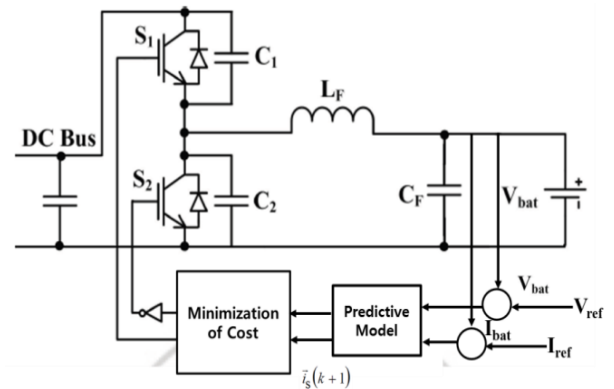 S1
C1
LF
DC Bus
S2
C2
CF
Vbat
+
Vbat
Minimization
of Cost
Predictive
Model
Vref
Ibat
Iref
i⃗s(k+1)